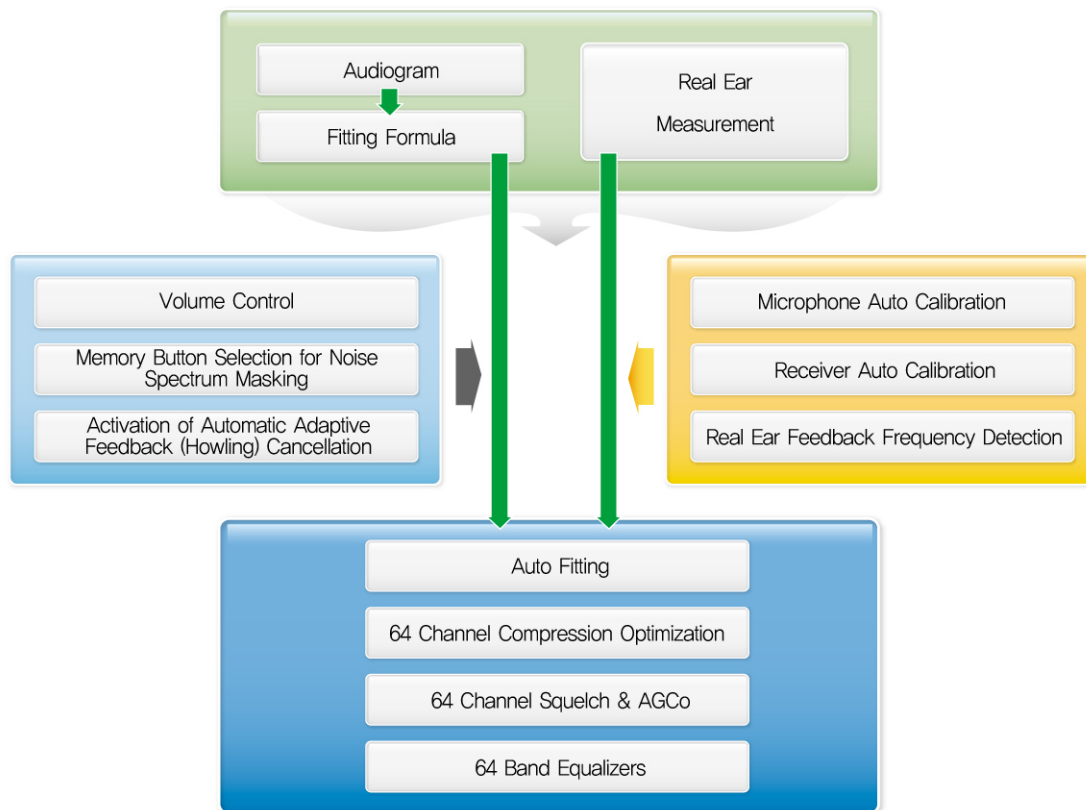 Audiogram
Fitting Formula
Real Ear
Measurement
Volume Control
Memory Button Selection for Noise
Spectrum Masking
Activation of Automatic Adaptive
Feedback (Howling) Cancellation
Microphone Auto Calibration
Receiver Auto Calibration
Real Ear Feedback Frequency Detection
Auto Fitting
64 Channel Compression Optimization
64 Channel Squelch & AGCo
64 Band Equalizers